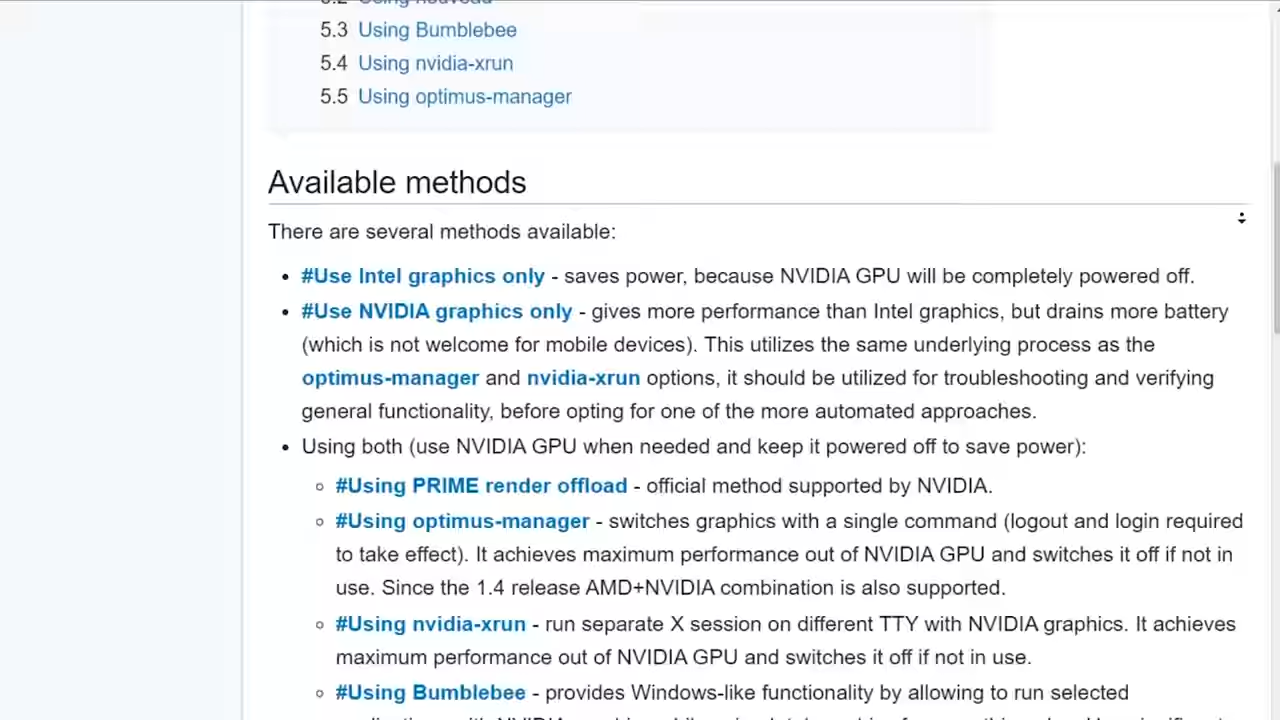 5.2 Using nouveau
5.3 Using Bumblebee
5.4 Using nvidia-xrun
5.5 Using optimus-manager
Available methods
There are several methods available:
• #Use Intel graphics only - saves power, because NVIDIA GPU will be completely powered off.
• #Use NVIDIA graphics only - gives more performance than Intel graphics, but drains more battery
(which is not welcome for mobile devices). This utilizes the same underlying process as the
optimus-manager and nvidia-xrun options, it should be utilized for troubleshooting and verifying
general functionality, before opting for one of the more automated approaches.
• Using both (use NVIDIA GPU when needed and keep it powered off to save power):
◦ #Using PRIME render offload - official method supported by NVIDIA.
◦ #Using optimus-manager - switches graphics with a single command (logout and login required
to take effect). It achieves maximum performance out of NVIDIA GPU and switches it off if not in
use. Since the 1.4 release AMD+NVIDIA combination is also supported.
◦ #Using nvidia-xrun - run separate X session on different TTY with NVIDIA graphics. It achieves
maximum performance out of NVIDIA GPU and switches it off if not in use.
◦ #Using Bumblebee - provides Windows-like functionality by allowing to run selected